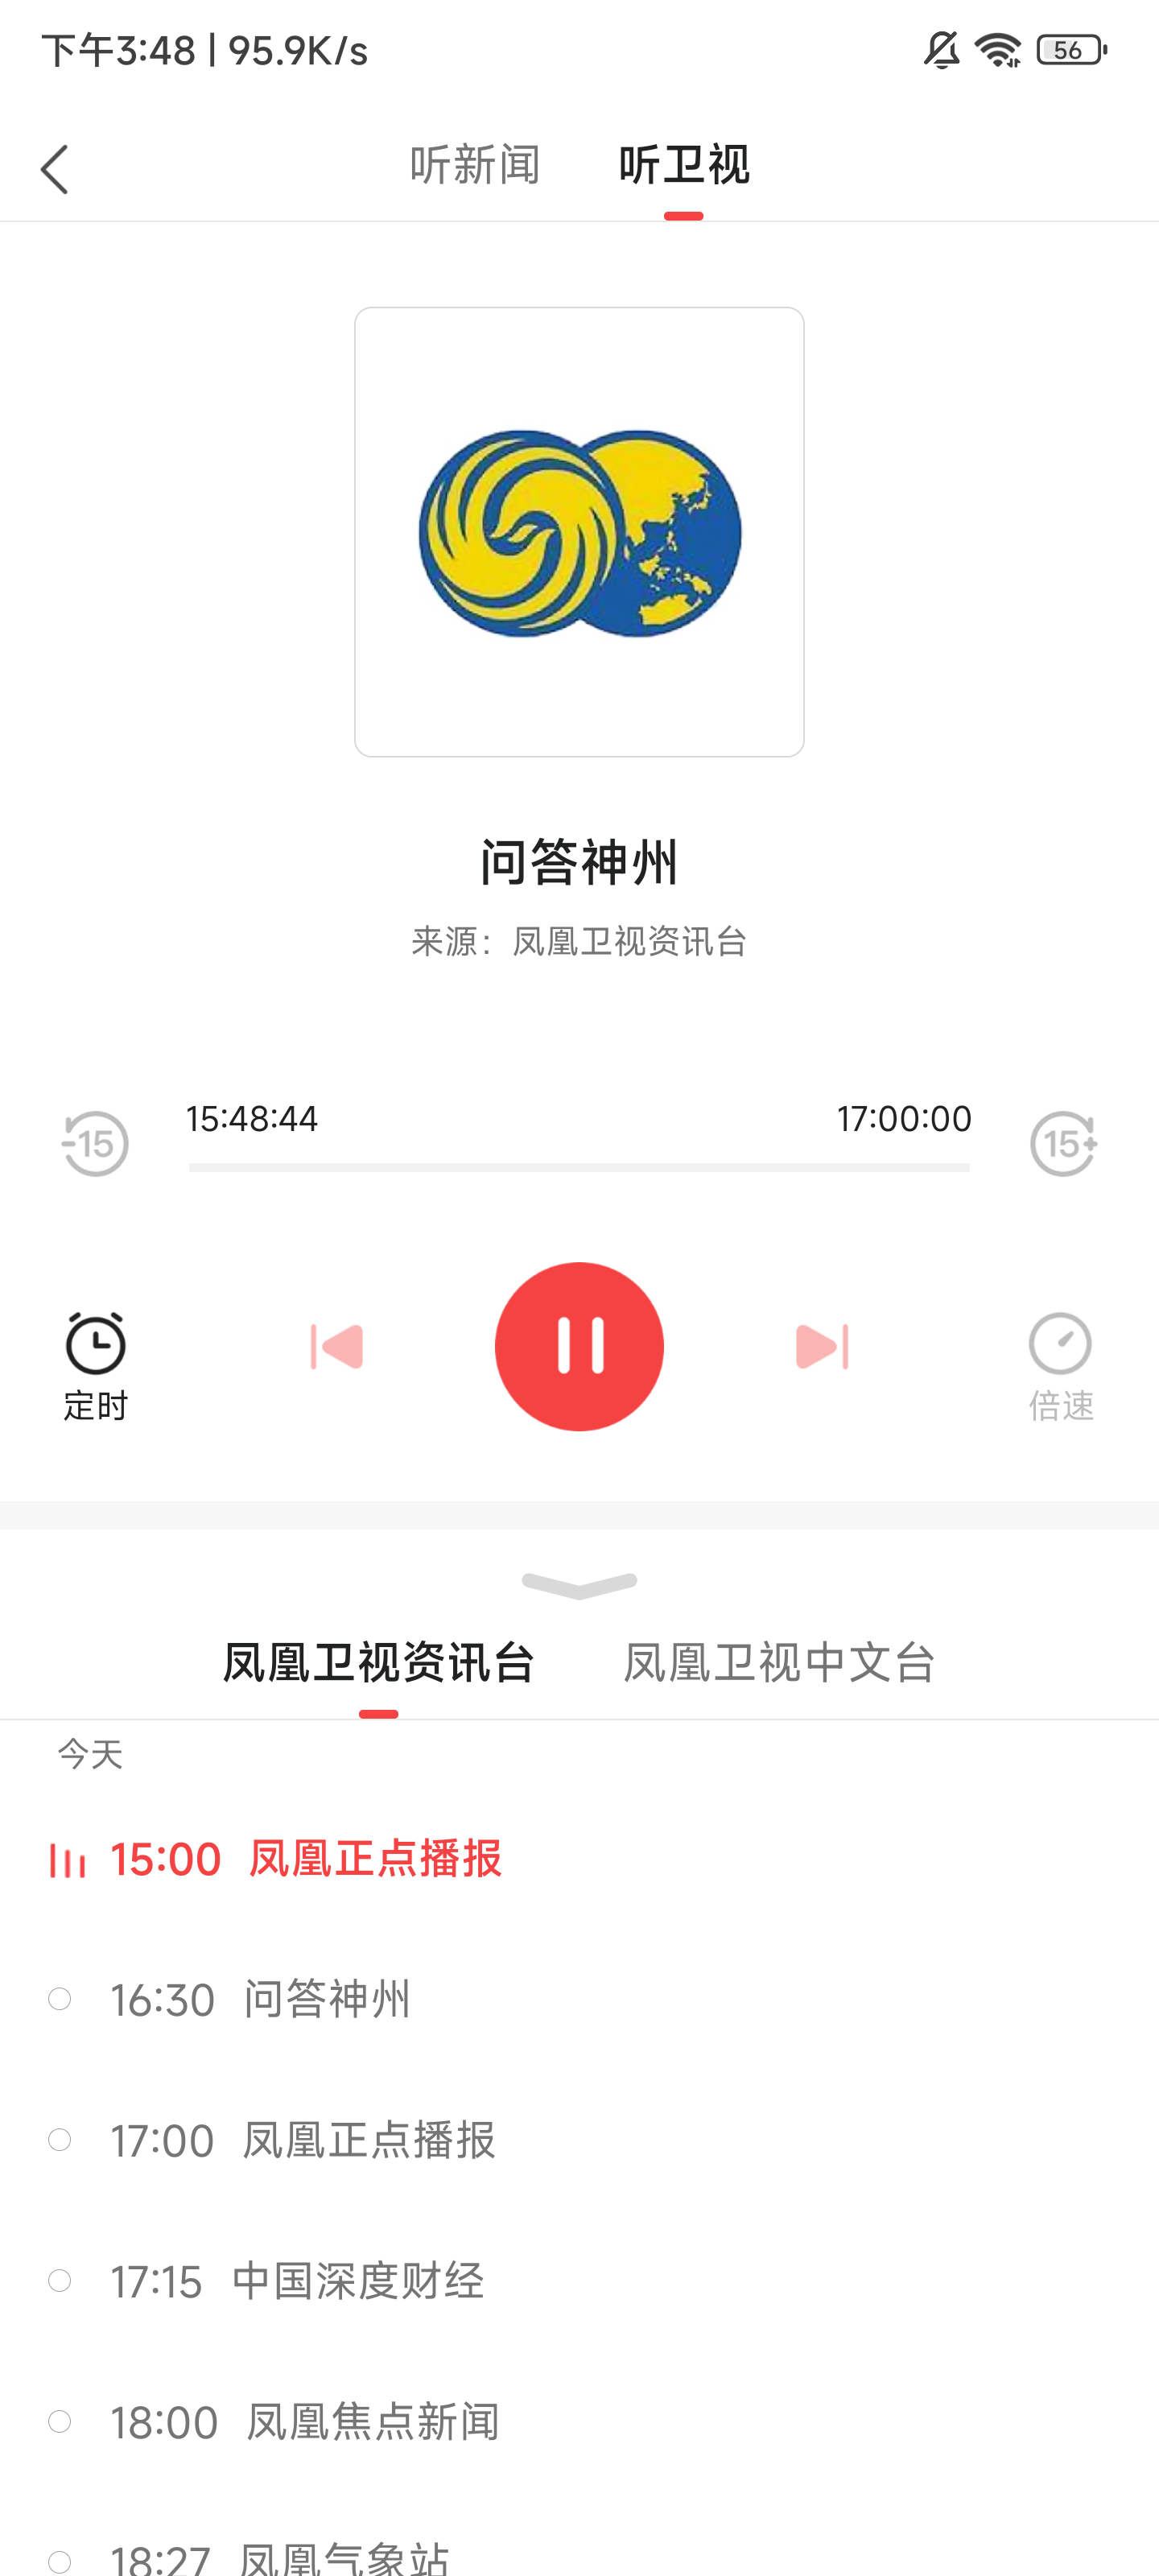 下午3:48 | 95.9K/s
56
听新闻 听卫视
问答神州
来源：凤凰卫视资讯台
15:48:44 17:00:00
-15 15+
定时 倍速
凤凰卫视资讯台 凤凰卫视中文台
今天
15:00 凤凰正点播报
16:30 问答神州
17:00 凤凰正点播报
17:15 中国深度财经
18:00 凤凰焦点新闻
18:27 凤凰气象站